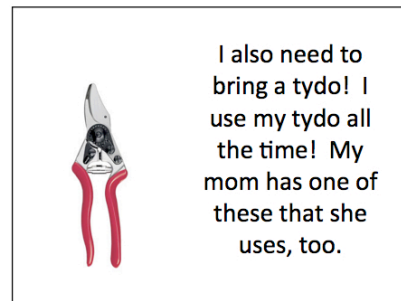 I also need to
bring a tydo!  I
use my tydo all
the time!  My
mom has one of
these that she
uses, too.